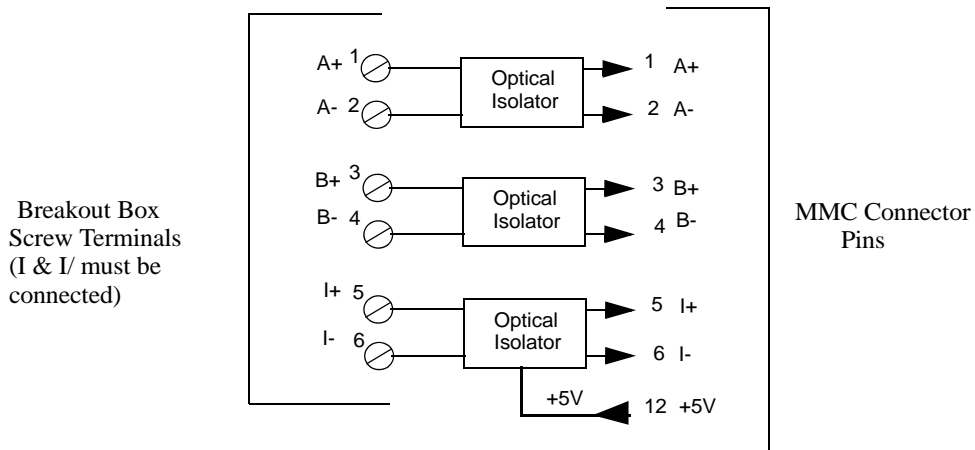 A+ 1
Optical
Isolator
1 A+
A- 2
2 A-
B+ 3
Optical
Isolator
3 B+
B- 4
4 B-
Breakout Box
Screw Terminals
(I & I/ must be
connected)
MMC Connector
Pins
I+ 5
Optical
Isolator
5 I+
I- 6
6 I-
+5V
12 +5V